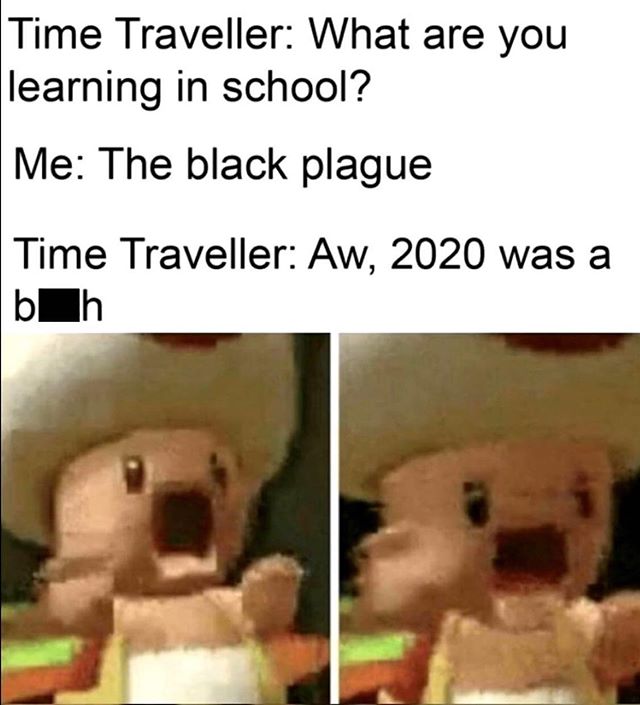 Time Traveller: What are you
learning in school?
Me: The black plague
Time Traveller: Aw, 2020 was a
b██h